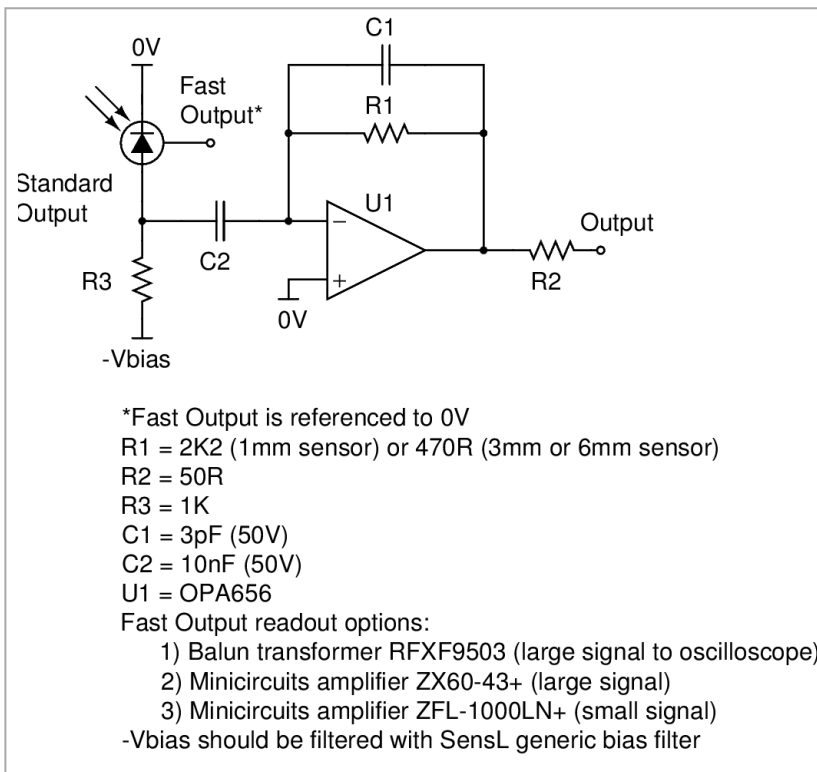 C1
0V
Fast
Output*
R1
Standard
Output
U1
Output
C2
R3
R2
0V
-Vbias
*Fast Output is referenced to 0V
R1 = 2K2 (1mm sensor) or 470R (3mm or 6mm sensor)
R2 = 50R
R3 = 1K
C1 = 3pF (50V)
C2 = 10nF (50V)
U1 = OPA656
Fast Output readout options:
1) Balun transformer RFXF9503 (large signal to oscilloscope)
2) Minicircuits amplifier ZX60-43+ (large signal)
3) Minicircuits amplifier ZFL-1000LN+ (small signal)
-Vbias should be filtered with SensL generic bias filter